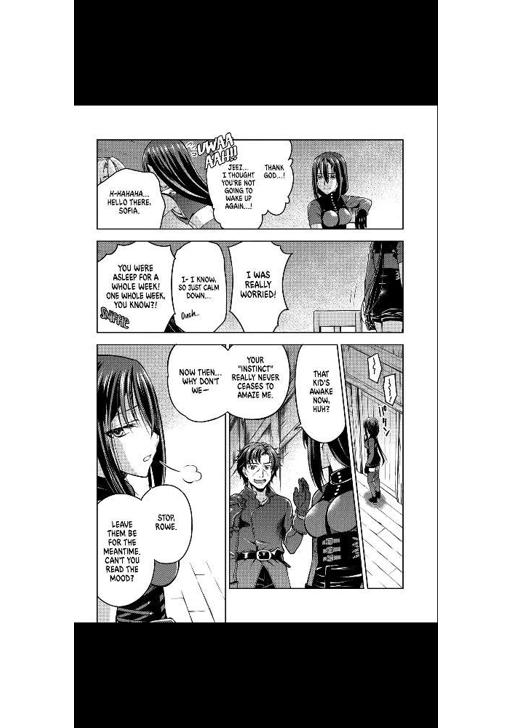 UWAA
AAH!!
THANK
GOD...!
JEEZ...
I THOUGHT
YOU'RE NOT
GOING TO
WAKE UP
AGAIN...!
H-HAHAHA...
HELLO THERE,
SOFIA.
I WAS
REALLY
WORRIED!
I- I KNOW,
SO JUST CALM
DOWN...
Ouch..
YOU WERE
ASLEEP FOR A
WHOLE WEEK!
ONE WHOLE WEEK,
YOU KNOW?!
THAT
KID'S
AWAKE
NOW,
HUH?
YOUR
"INSTINCT"
REALLY NEVER
CEASES TO
AMAZE ME.
NOW THEN...
WHY DON'T
WE—
STOP,
ROWE.
LEAVE
THEM BE
FOR THE
MEANTIME.
CAN'T YOU
READ THE
MOOD?